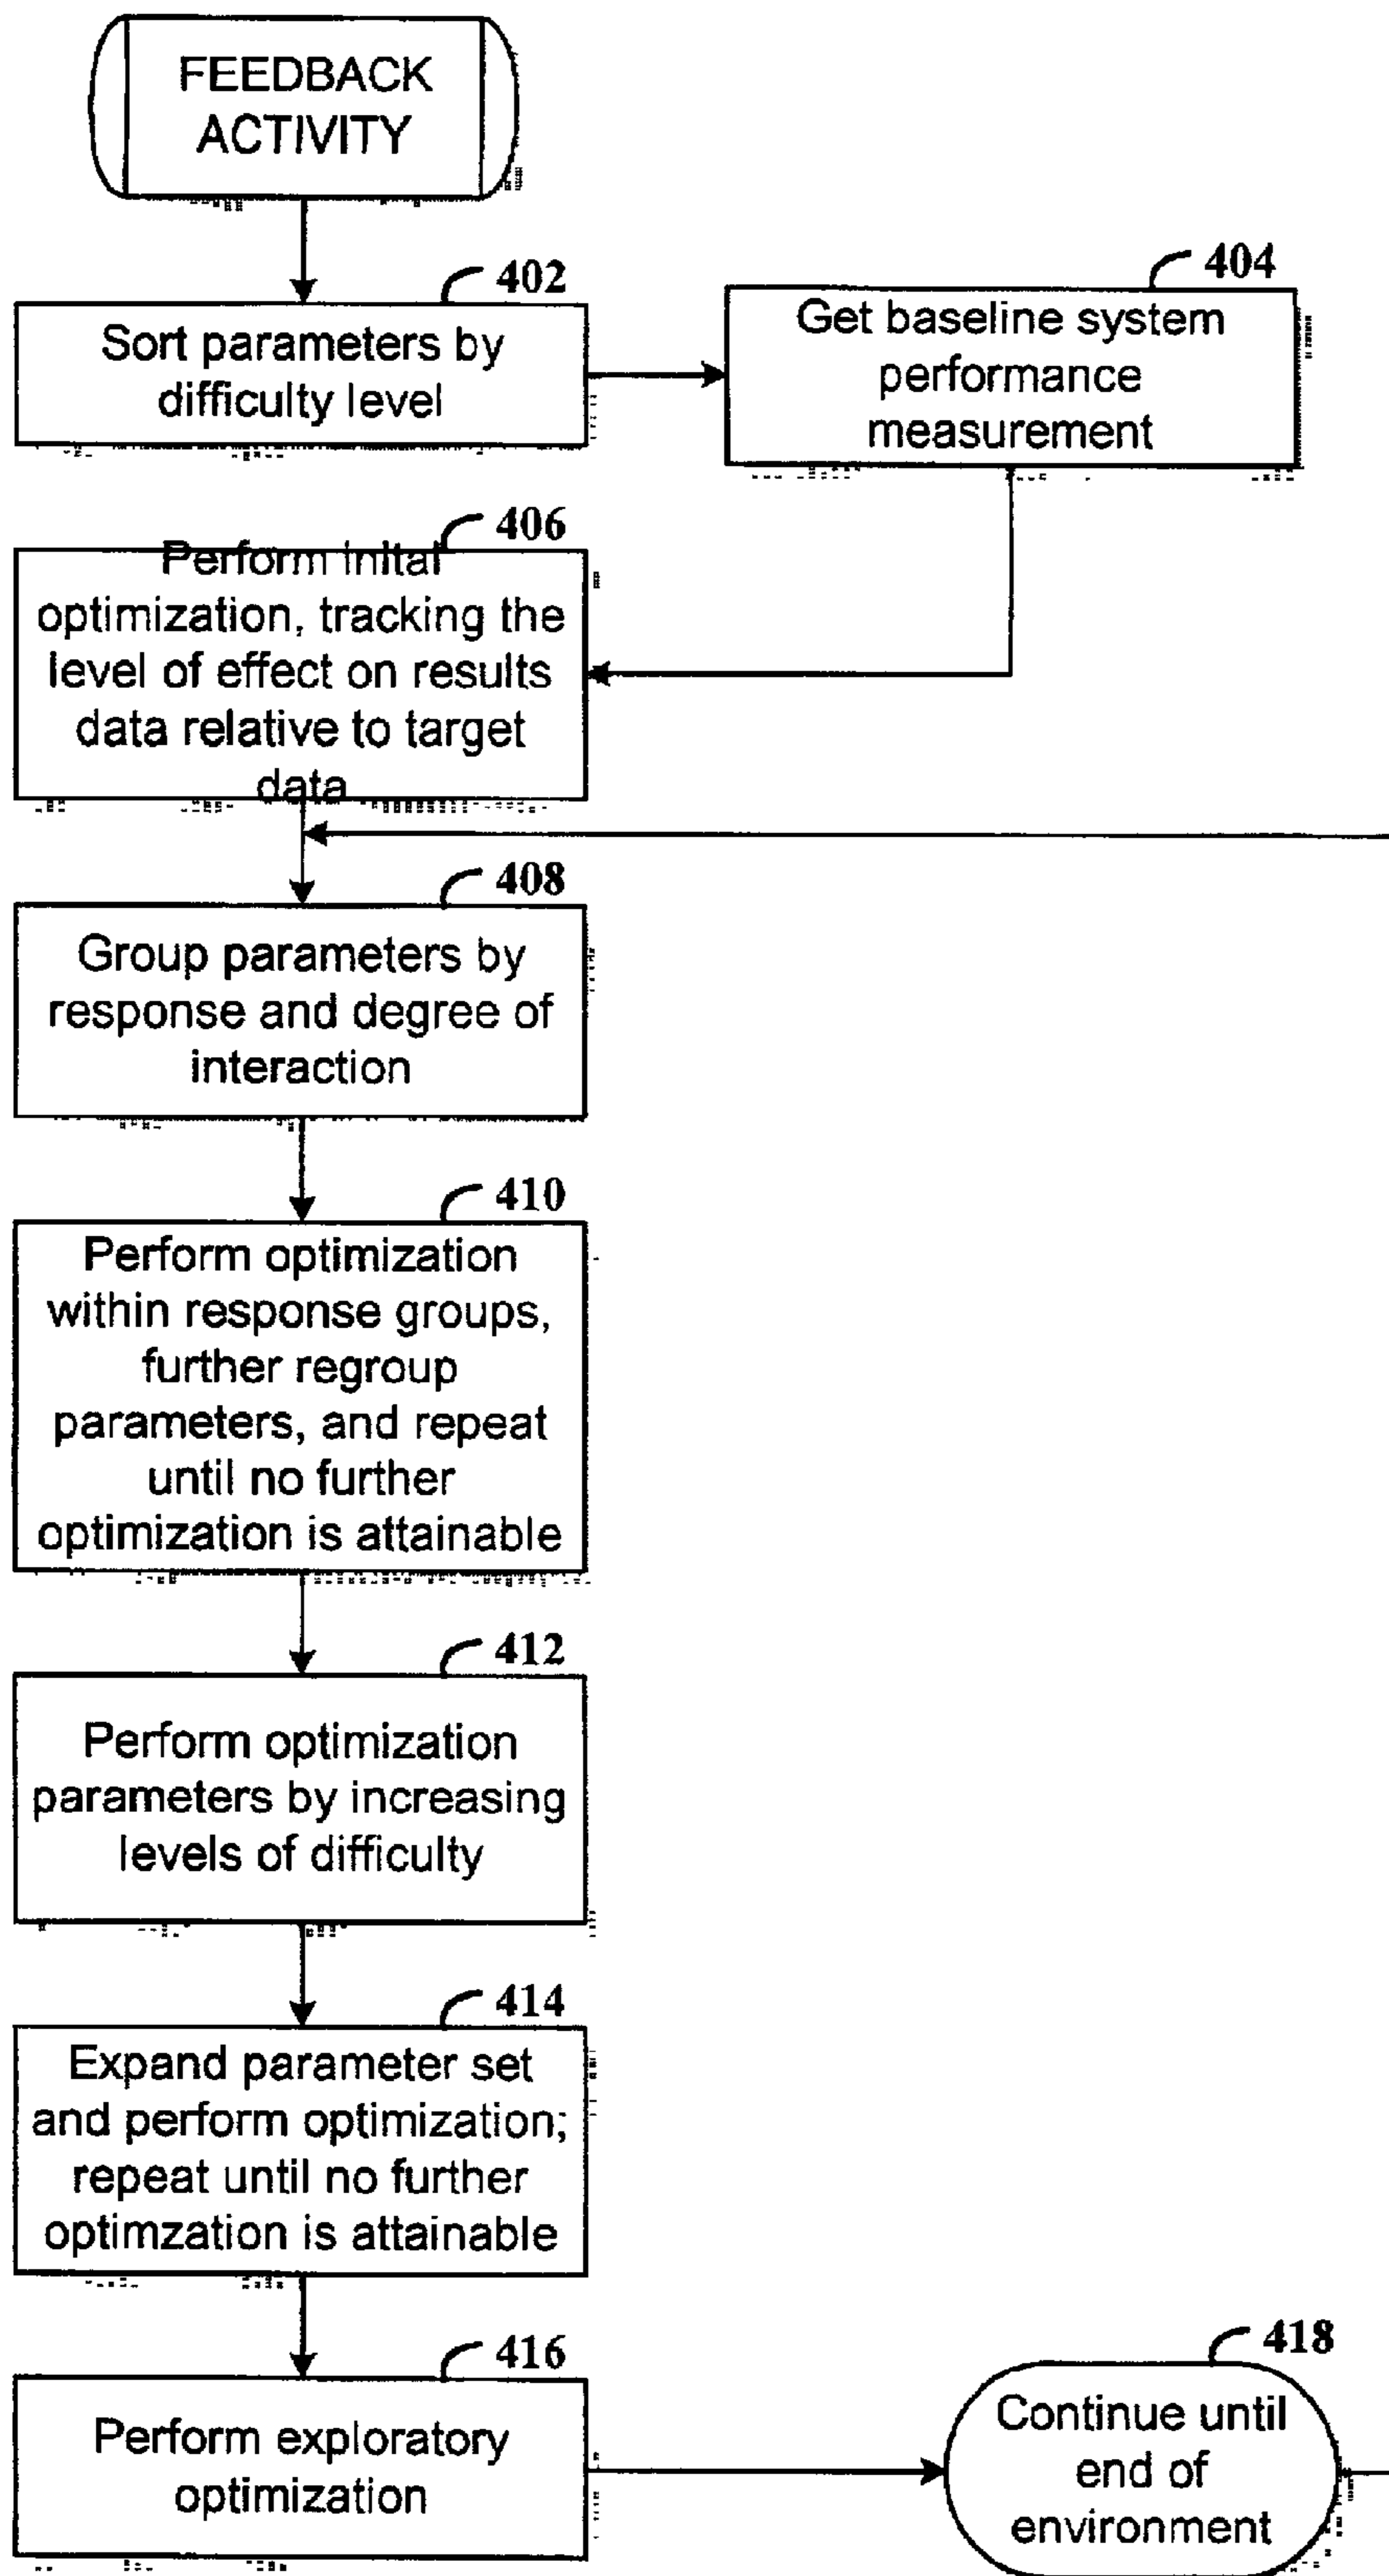 FEEDBACK
ACTIVITY
402
Sort parameters by
difficulty level
404
Get baseline system
performance
measurement
406
Perform inital
optimization, tracking the
level of effect on results
data relative to target
data
408
Group parameters by
response and degree of
interaction
410
Perform optimization
within response groups,
further regroup
parameters, and repeat
until no further
optimization is attainable
412
Perform optimization
parameters by increasing
levels of difficulty
414
Expand parameter set
and perform optimization;
repeat until no further
optimzation is attainable
416
Perform exploratory
optimization
418
Continue until
end of
environment